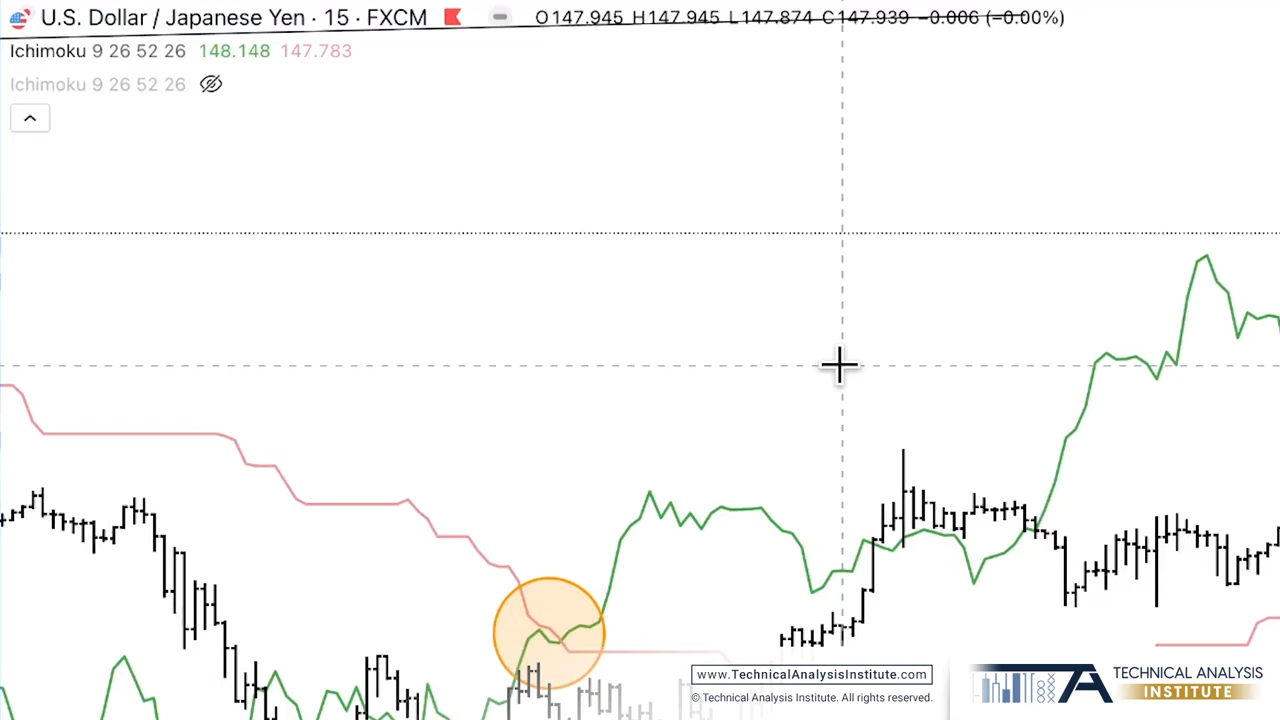 U.S. Dollar / Japanese Yen · 15 · FXCM O147.945 H147.945 L147.874 C147.939 −0.006 (−0.00%)
Ichimoku 9 26 52 26 148.148 147.783
Ichimoku 9 26 52 26
www.TechnicalAnalysisInstitute.com
© Technical Analysis Institute. All rights reserved.
TA
TECHNICAL ANALYSIS
INSTITUTE